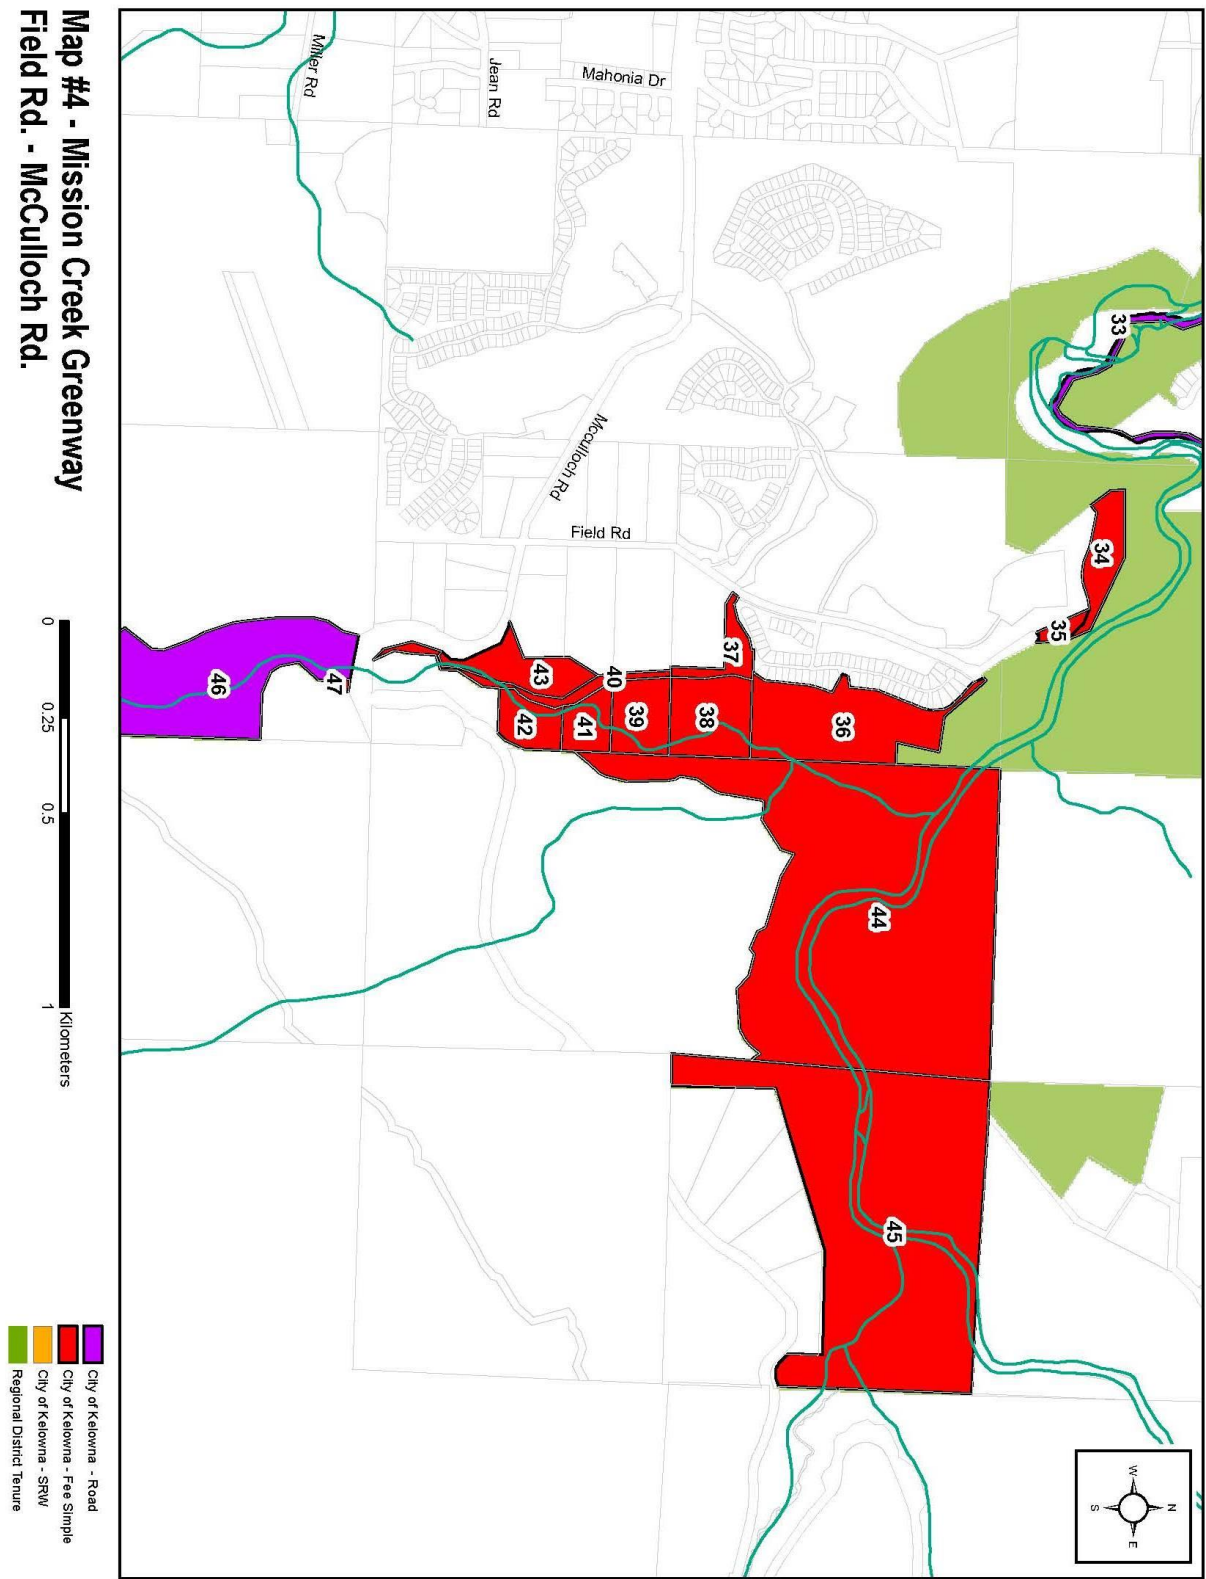 Map #4 - Mission Creek Greenway
Field Rd. - McCulloch Rd.
Miller Rd
Jean Rd
Mahonia Dr
Mcculloch Rd
Field Rd
33
34
35
36
37
38
39
40
41
42
43
44
45
46
47
0
0.25
0.5
1
Kilometers
City of Kelowna - Road
City of Kelowna - Fee Simple
City of Kelowna - SRW
Regional District Tenure
N
W
E
S